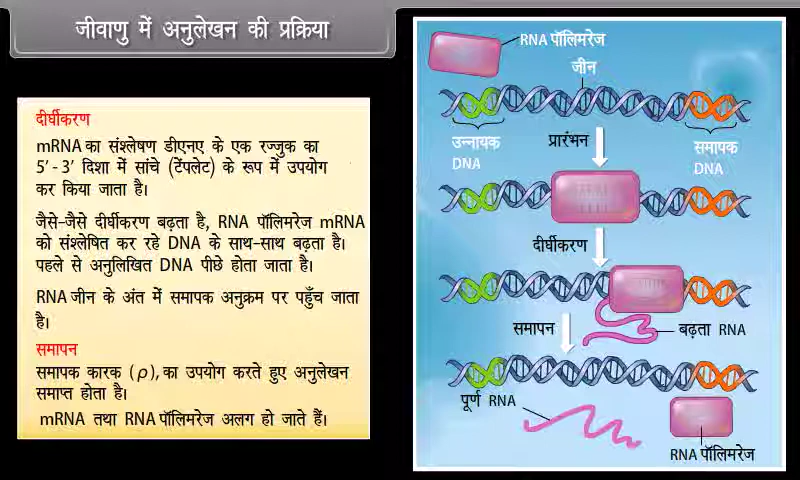 जीवाणु में अनुलेखन की प्रक्रिया
दीर्घीकरण
mRNA का संश्लेषण डीएनए के एक रज्जुक का
5’-3’ दिशा में सांचे (टेंपलेट) के रूप में उपयोग
कर किया जाता है।
जैसे-जैसे दीर्घीकरण बढ़ता है, RNA पॉलिमरेज mRNA
को संश्लेषित कर रहे DNA के साथ-साथ बढ़ता है।
पहले से अनुलिखित DNA पीछे होता जाता है।
RNA जीन के अंत में समापक अनुक्रम पर पहुँच जाता
है।
समापन
समापक कारक (ρ), का उपयोग करते हुए अनुलेखन
समाप्त होता है।
mRNA तथा RNA पॉलिमरेज अलग हो जाते हैं।
RNA पॉलिमरेज
जीन
उन्नायक
DNA
प्रारंभन
समापक
DNA
दीर्घीकरण
समापन
बढ़ता RNA
पूर्ण RNA
RNA पॉलिमरेज